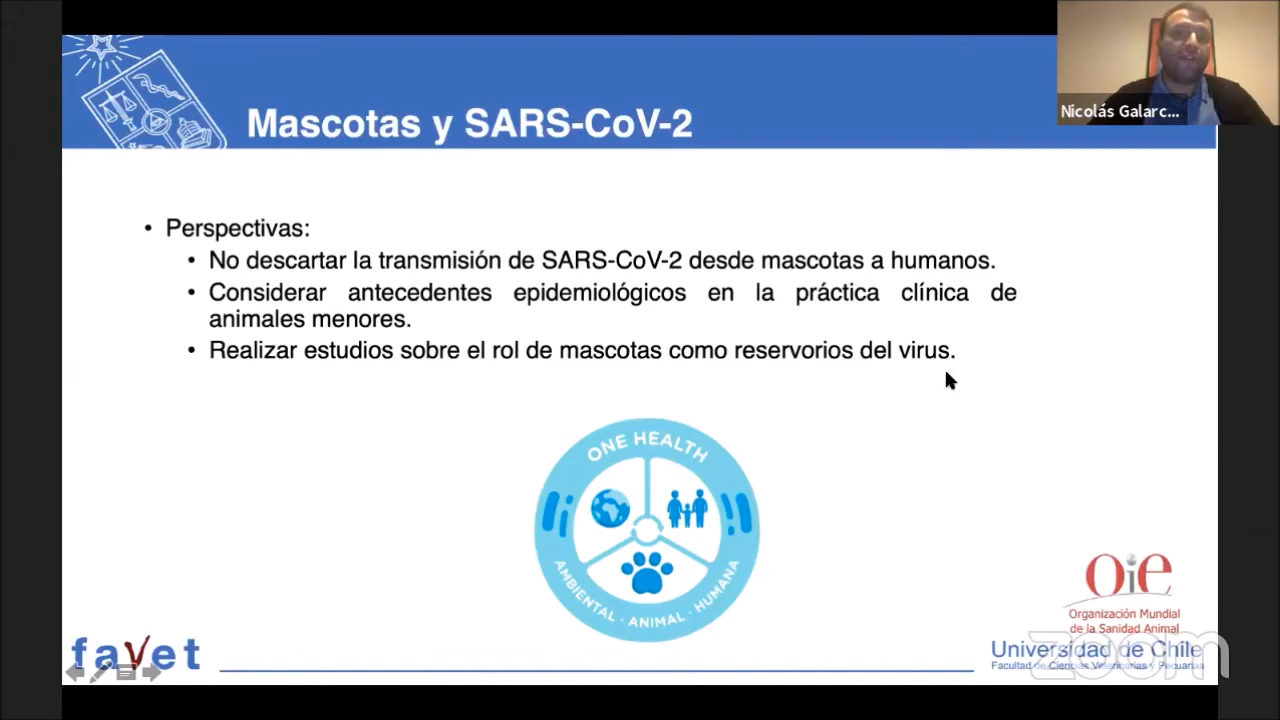 Nicolás Galarc...
Mascotas y SARS-CoV-2
• Perspectivas:
• No descartar la transmisión de SARS-CoV-2 desde mascotas a humanos.
• Considerar antecedentes epidemiológicos en la práctica clínica de
animales menores.
• Realizar estudios sobre el rol de mascotas como reservorios del virus.
ONE HEALTH
AMBIENTAL · ANIMAL · HUMANA
oie
Organización Mundial
de la Sanidad Animal
favet
Universidad de Chile
Facultad de Ciencias Veterinarias y Pecuarias
zoom